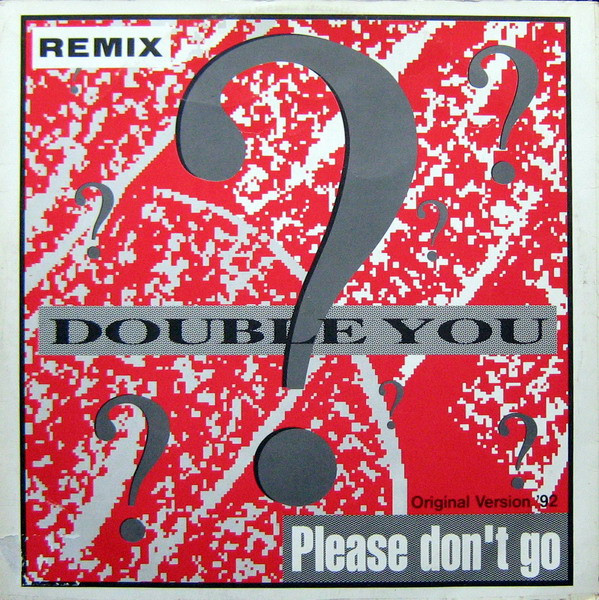 REMIX
DOUBLE YOU
Original Version '92
Please don't go